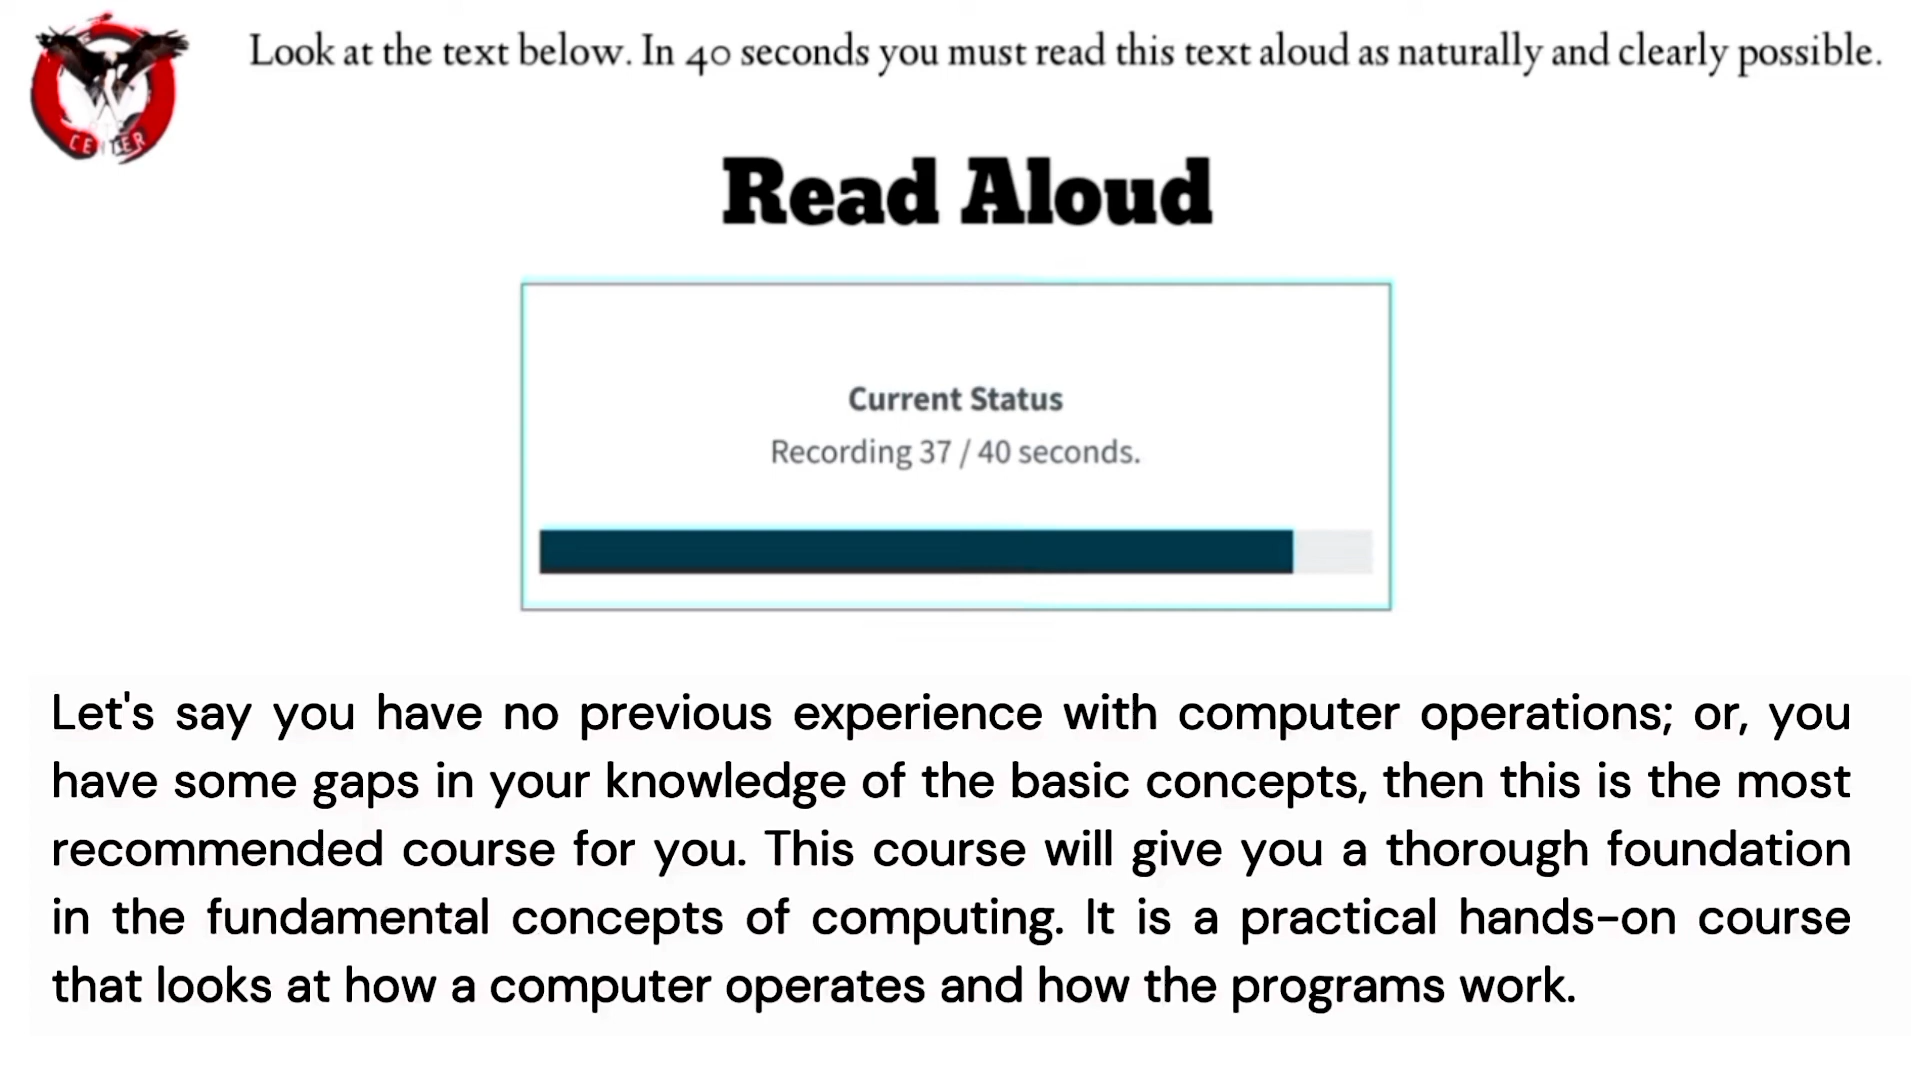 Look at the text below. In 40 seconds you must read this text aloud as naturally and clearly possible.
CENTER
Read Aloud
Current Status
Recording 37 / 40 seconds.
Let's say you have no previous experience with computer operations; or, you
have some gaps in your knowledge of the basic concepts, then this is the most
recommended course for you. This course will give you a thorough foundation
in the fundamental concepts of computing. It is a practical hands-on course
that looks at how a computer operates and how the programs work.